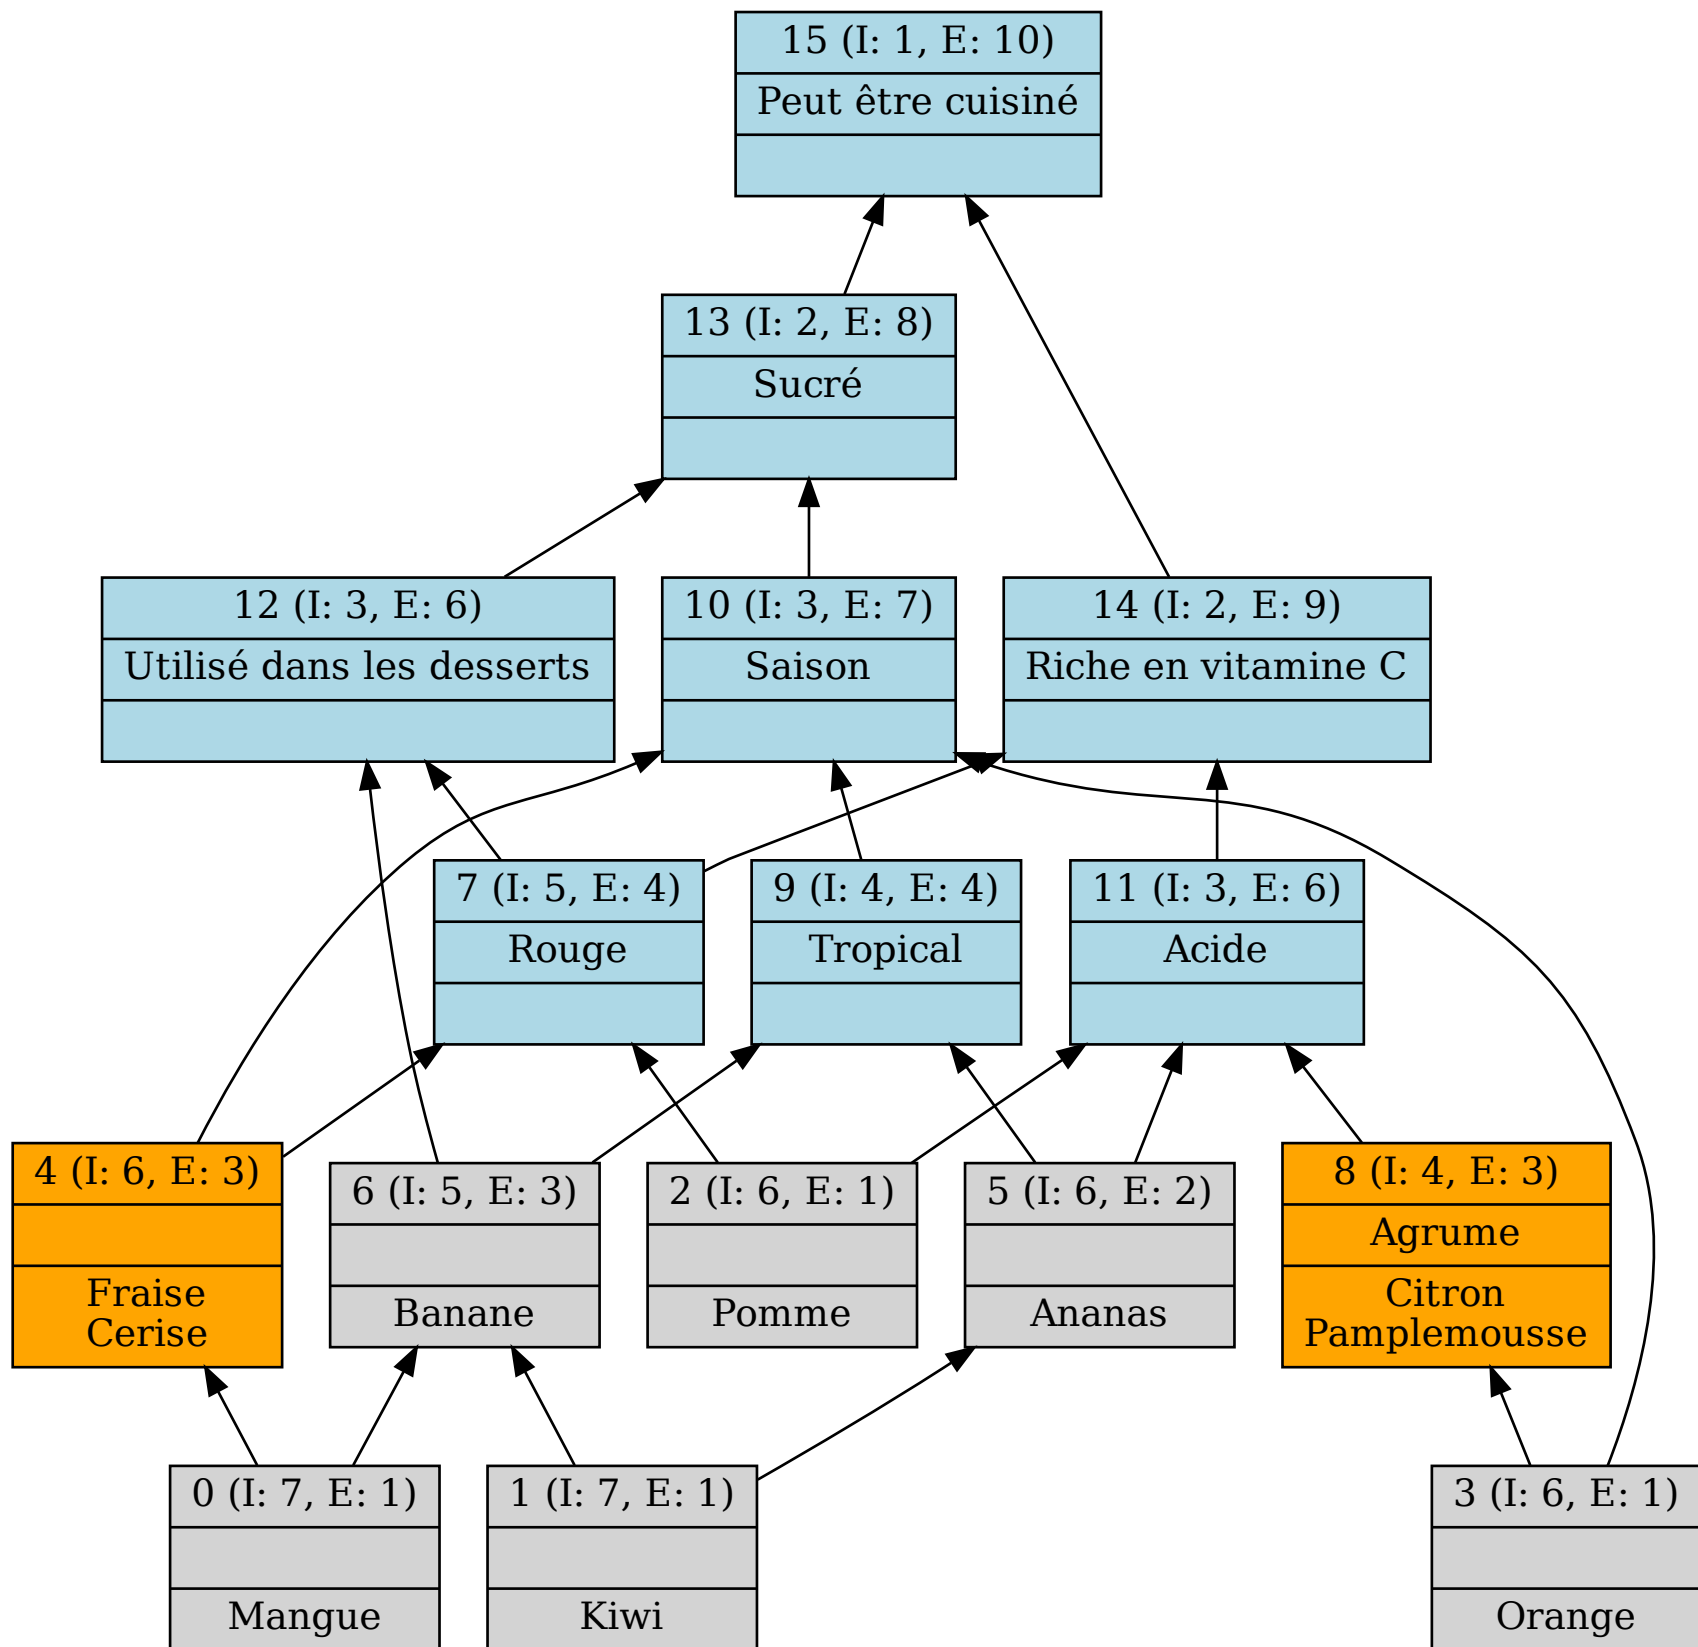 15 (I: 1, E: 10)
Peut être cuisiné
13 (I: 2, E: 8)
Sucré
12 (I: 3, E: 6)
Utilisé dans les desserts
10 (I: 3, E: 7)
Saison
14 (I: 2, E: 9)
Riche en vitamine C
7 (I: 5, E: 4)
Rouge
9 (I: 4, E: 4)
Tropical
11 (I: 3, E: 6)
Acide
4 (I: 6, E: 3)
Fraise
Cerise
6 (I: 5, E: 3)
Banane
2 (I: 6, E: 1)
Pomme
5 (I: 6, E: 2)
Ananas
8 (I: 4, E: 3)
Agrume
Citron
Pamplemousse
0 (I: 7, E: 1)
Mangue
1 (I: 7, E: 1)
Kiwi
3 (I: 6, E: 1)
Orange